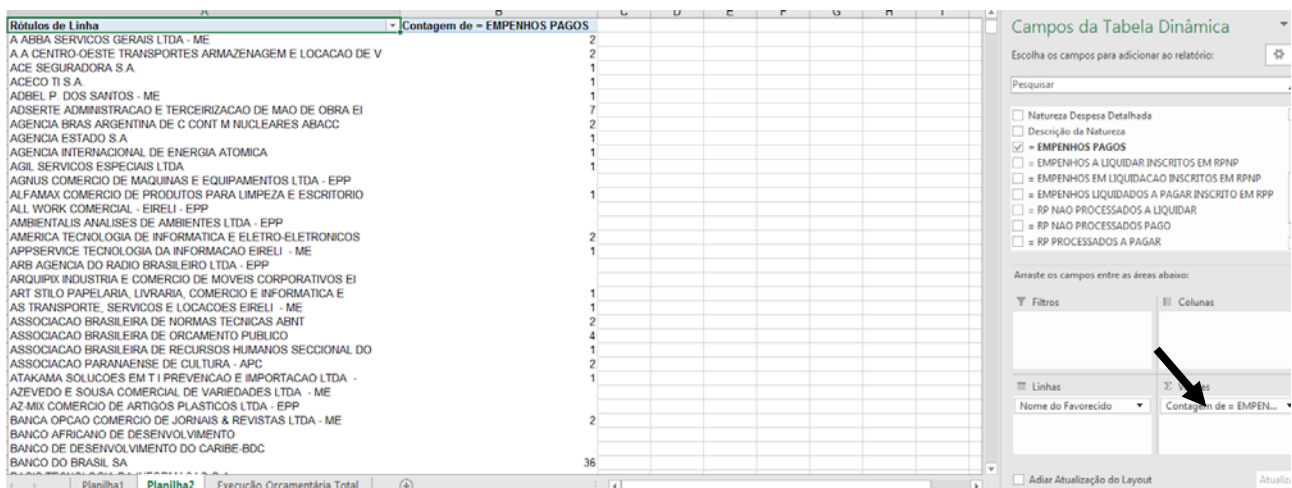 A B C D E F G H I
Rótulos de Linha Contagem de = EMPENHOS PAGOS
A ABBA SERVICOS GERAIS LTDA - ME 2
A.A CENTRO-OESTE TRANSPORTES ARMAZENAGEM E LOCACAO DE V 2
ACE SEGURADORA S.A. 1
ACECO TI S.A. 1
ADBEL P. DOS SANTOS - ME 1
ADSERTE ADMINISTRACAO E TERCEIRIZACAO DE MAO DE OBRA EI 7
AGENCIA BRAS ARGENTINA DE C CONT M NUCLEARES ABACC 2
AGENCIA ESTADO S.A 1
AGENCIA INTERNACIONAL DE ENERGIA ATOMICA 1
AGIL SERVICOS ESPECIAIS LTDA 1
AGNUS COMERCIO DE MAQUINAS E EQUIPAMENTOS LTDA - EPP
ALFAMAX COMERCIO DE PRODUTOS PARA LIMPEZA E ESCRITORIO 1
ALL WORK COMERCIAL - EIRELI - EPP
AMBIENTALIS ANALISES DE AMBIENTES LTDA - EPP
AMERICA TECNOLOGIA DE INFORMATICA E ELETRO-ELETRONICOS 2
APPSERVICE TECNOLOGIA DA INFORMACAO EIRELI - ME 1
ARB AGENCIA DO RADIO BRASILEIRO LTDA - EPP
ARQUIPIX INDUSTRIA E COMERCIO DE MOVEIS CORPORATIVOS EI
ART STILO PAPELARIA, LIVRARIA, COMERCIO E INFORMATICA E 1
AS TRANSPORTE, SERVICOS E LOCACOES EIRELI - ME 1
ASSOCIACAO BRASILEIRA DE NORMAS TECNICAS ABNT 2
ASSOCIACAO BRASILEIRA DE ORCAMENTO PUBLICO 4
ASSOCIACAO BRASILEIRA DE RECURSOS HUMANOS SECCIONAL DO 1
ASSOCIACAO PARANAENSE DE CULTURA - APC 2
ATAKAMA SOLUCOES EM T I PREVENCAO E IMPORTACAO LTDA - 1
AZEVEDO E SOUSA COMERCIAL DE VARIEDADES LTDA - ME
AZ-MIX COMERCIO DE ARTIGOS PLASTICOS LTDA - EPP
BANCA OPCAO COMERCIO DE JORNAIS & REVISTAS LTDA - ME 2
BANCO AFRICANO DE DESENVOLVIMENTO
BANCO DE DESENVOLVIMENTO DO CARIBE-BDC
BANCO DO BRASIL SA 36
Planilha1 Planilha2 Execução Orçamentária Total
Campos da Tabela Dinâmica
Escolha os campos para adicionar ao relatório:
Pesquisar
Natureza Despesa Detalhada
Descrição da Natureza
= EMPENHOS PAGOS
= EMPENHOS A LIQUIDAR INSCRITOS EM RPNP
= EMPENHOS EM LIQUIDACAO INSCRITOS EM RPNP
= EMPENHOS LIQUIDADOS A PAGAR INSCRITO EM RPP
= RP NAO PROCESSADOS A LIQUIDAR
= RP NAO PROCESSADOS PAGO
= RP PROCESSADOS A PAGAR
Arraste os campos entre as áreas abaixo:
Filtros Colunas
Linhas Σ
Nome do Favorecido Contagem de = EMPEN...
Adiar Atualização do Layout Atualiz